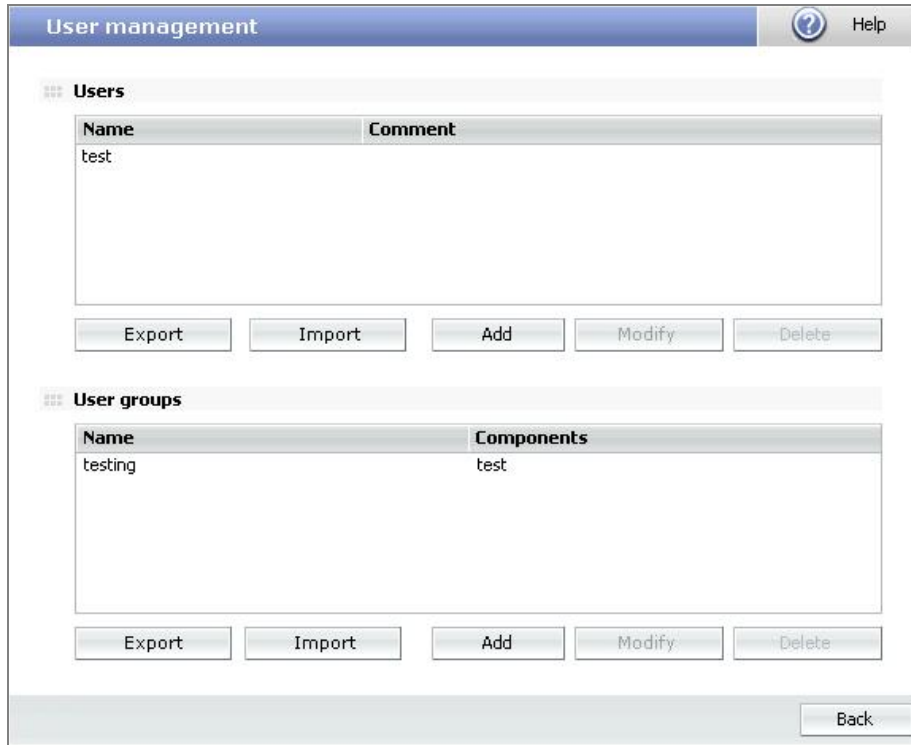 User management
Help
Users
Name Comment
test
Export Import Add Modify Delete
User groups
Name Components
testing test
Export Import Add Modify Delete
Back